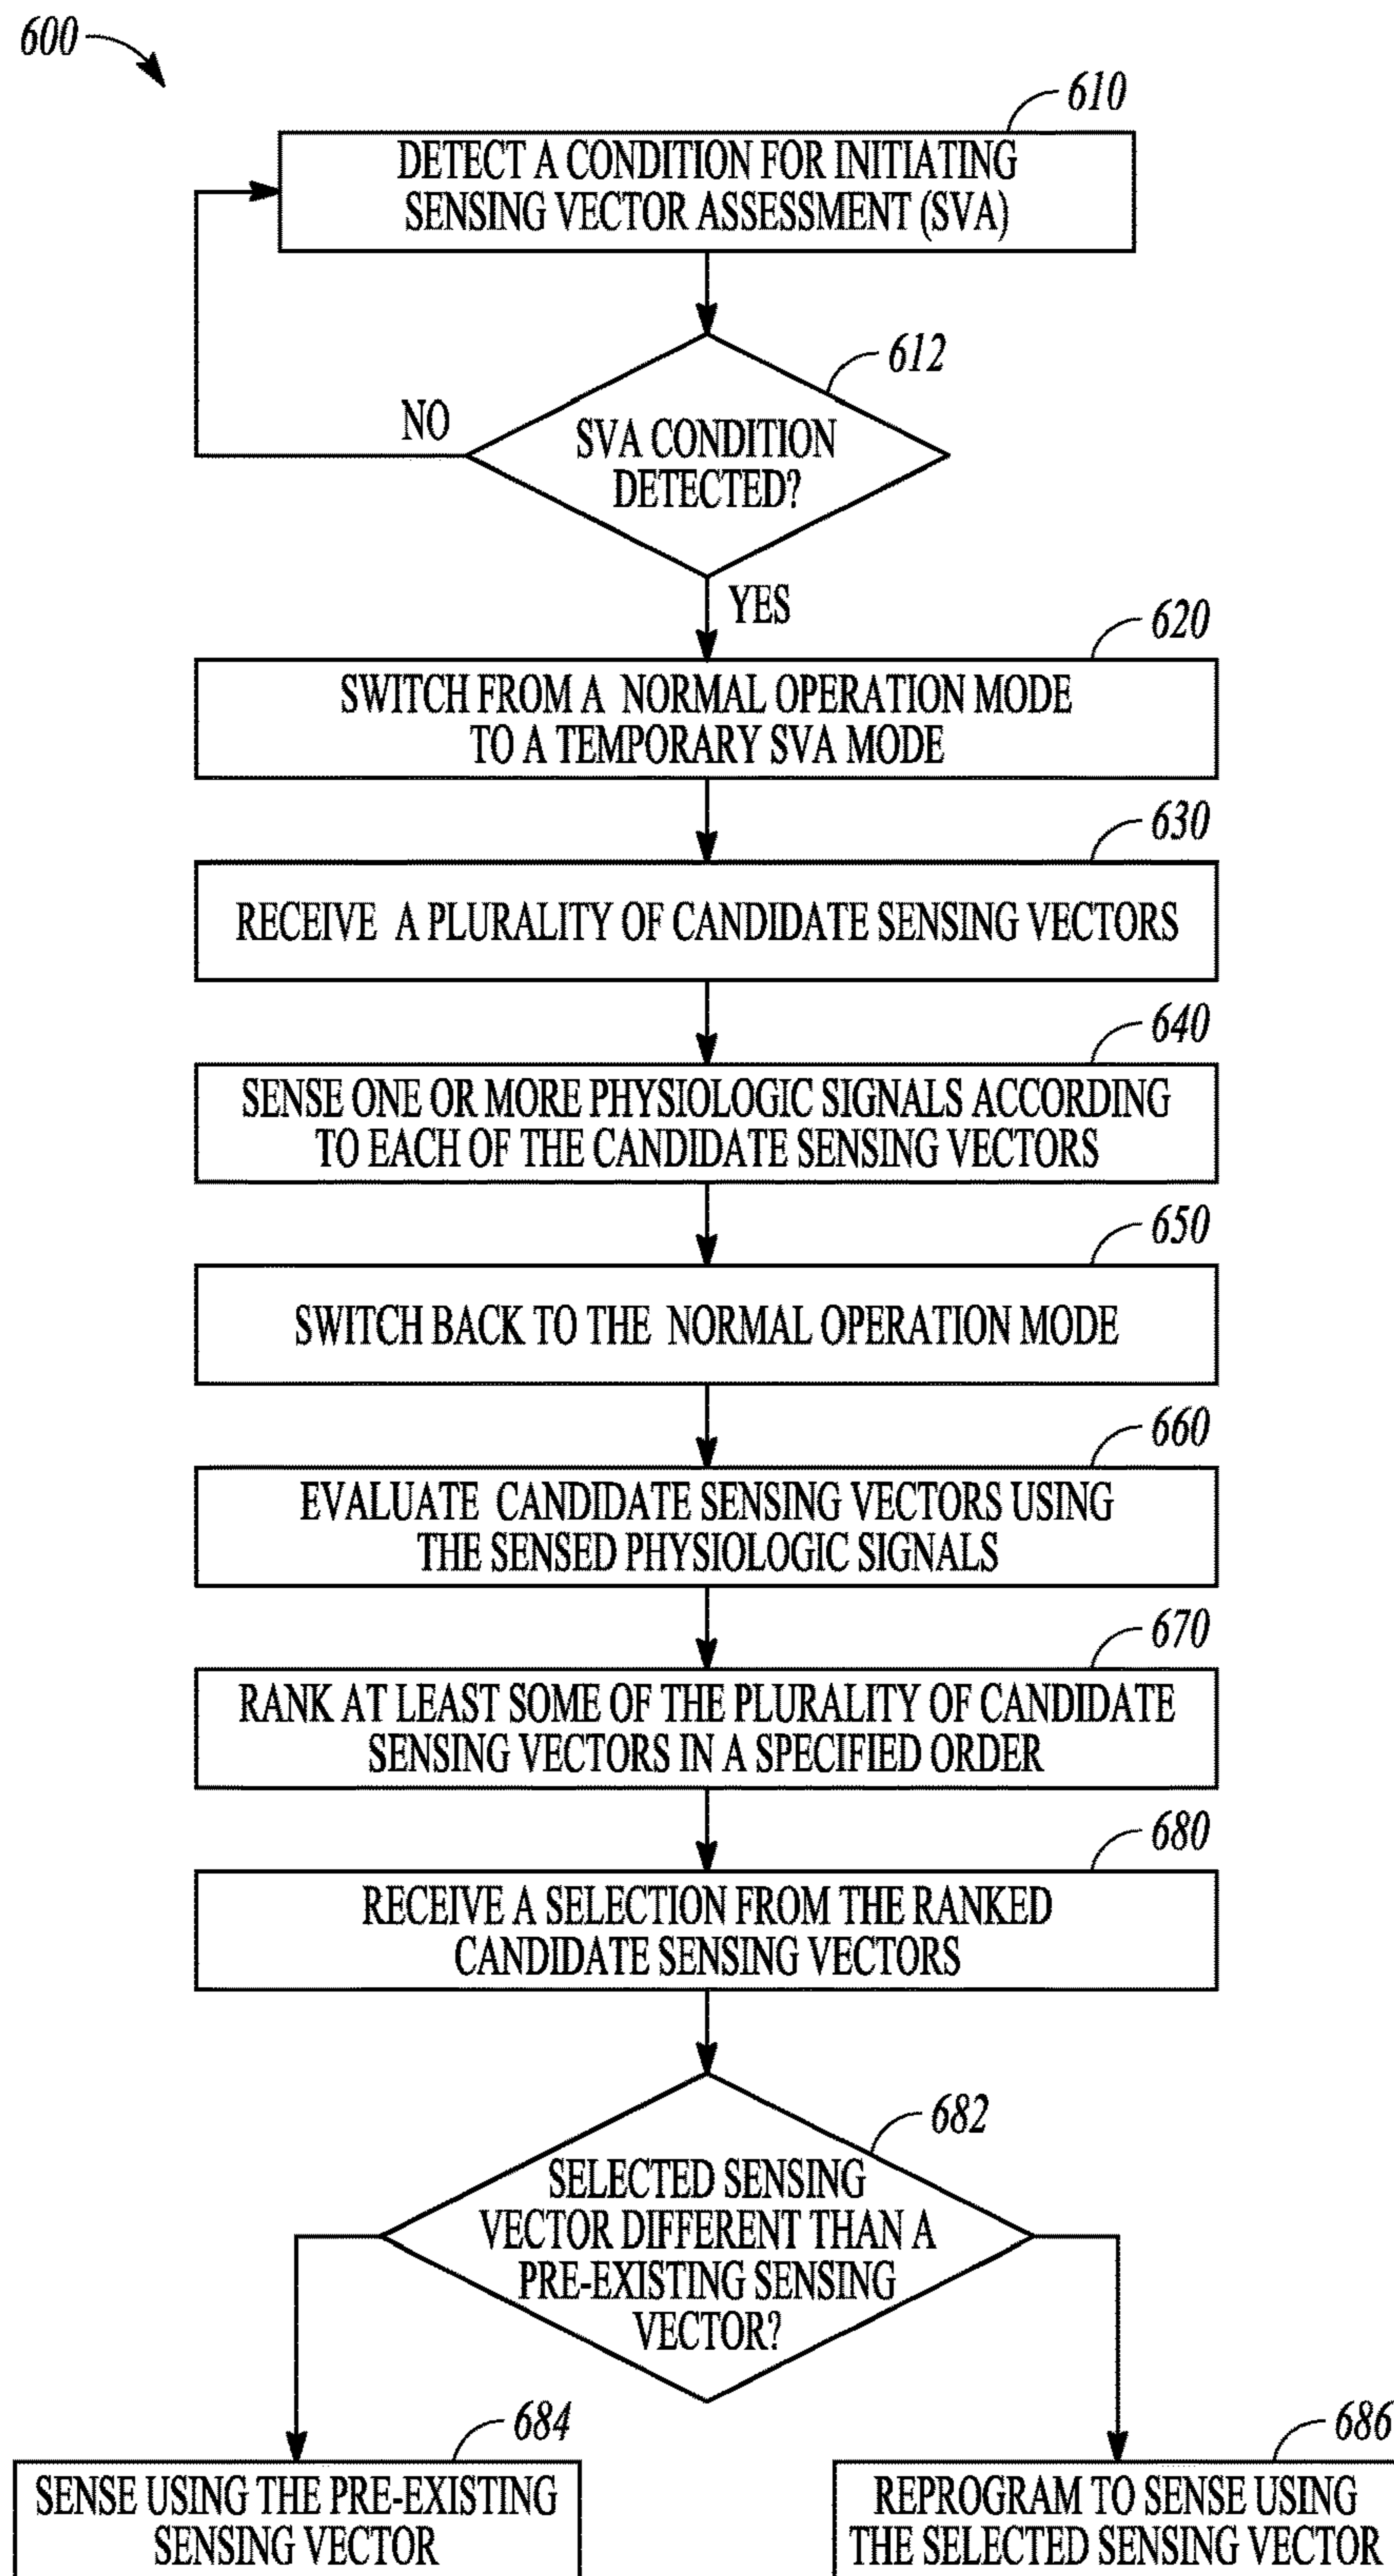 600
610
DETECT A CONDITION FOR INITIATING
SENSING VECTOR ASSESSMENT (SVA)
612
NO
SVA CONDITION
DETECTED?
YES
620
SWITCH FROM A NORMAL OPERATION MODE
TO A TEMPORARY SVA MODE
630
RECEIVE A PLURALITY OF CANDIDATE SENSING VECTORS
640
SENSE ONE OR MORE PHYSIOLOGIC SIGNALS ACCORDING
TO EACH OF THE CANDIDATE SENSING VECTORS
650
SWITCH BACK TO THE NORMAL OPERATION MODE
660
EVALUATE CANDIDATE SENSING VECTORS USING
THE SENSED PHYSIOLOGIC SIGNALS
670
RANK AT LEAST SOME OF THE PLURALITY OF CANDIDATE
SENSING VECTORS IN A SPECIFIED ORDER
680
RECEIVE A SELECTION FROM THE RANKED
CANDIDATE SENSING VECTORS
682
SELECTED SENSING
VECTOR DIFFERENT THAN A
PRE-EXISTING SENSING
VECTOR?
684
SENSE USING THE PRE-EXISTING
SENSING VECTOR
686
REPROGRAM TO SENSE USING
THE SELECTED SENSING VECTOR